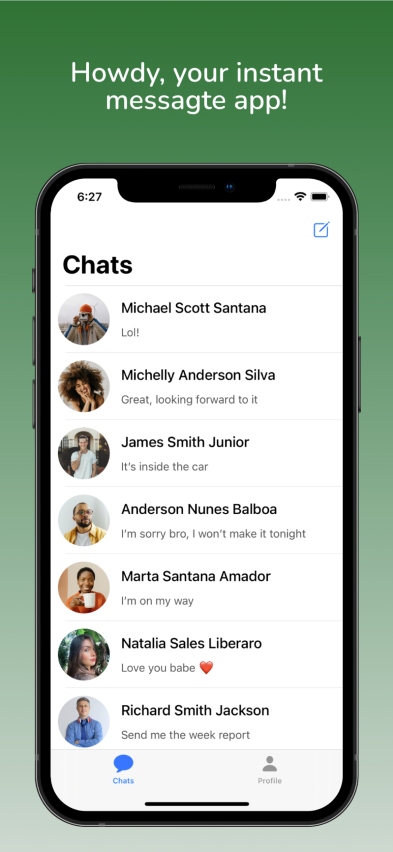 Howdy, your instant
messagte app!
6:27
Chats
Michael Scott Santana
Lol!
Michelly Anderson Silva
Great, looking forward to it
James Smith Junior
It's inside the car
Anderson Nunes Balboa
I'm sorry bro, I won't make it tonight
Marta Santana Amador
I'm on my way
Natalia Sales Liberaro
Love you babe ❤️
Richard Smith Jackson
Send me the week report
Chats
Profile